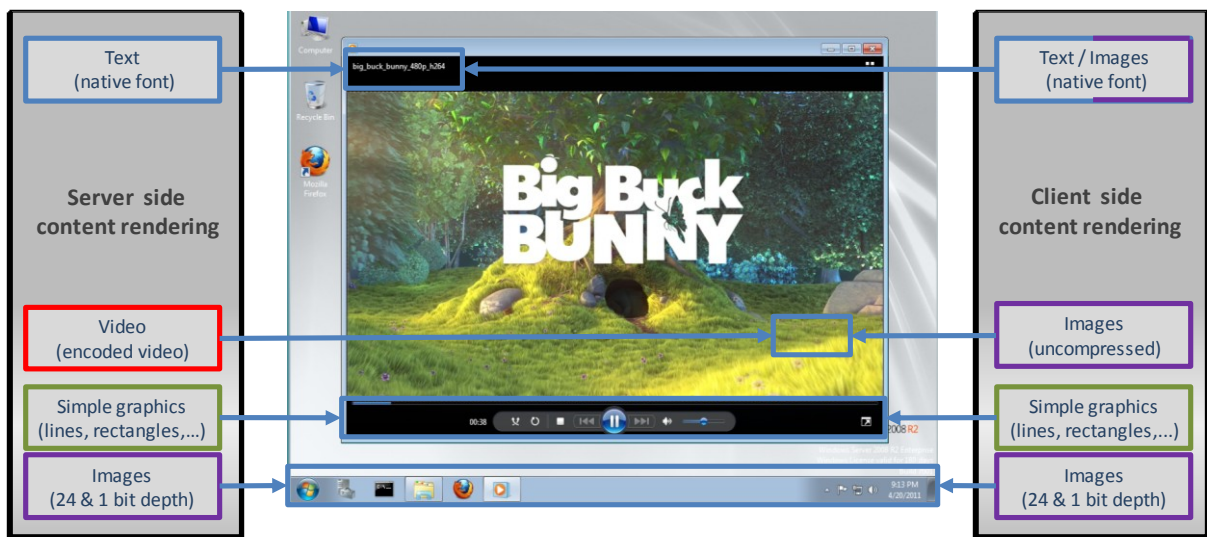 Text
(native font)
Server side
content rendering
Video
(encoded video)
Simple graphics
(lines, rectangles,...)
Images
(24 & 1 bit depth)
Computer
Recycle Bin
Mozilla
Firefox
big_buck_bunny_480p_h264
Big Buck
BUNNY
00:38
2008 R2
9:13 PM
4/28/2011
Text / Images
(native font)
Client side
content rendering
Images
(uncompressed)
Simple graphics
(lines, rectangles,...)
Images
(24 & 1 bit depth)